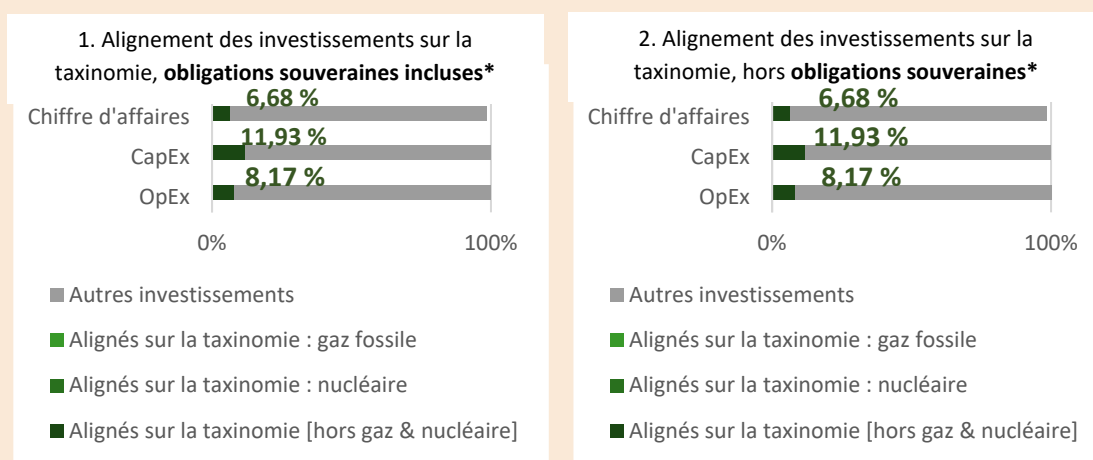 1. Alignement des investissements sur la
taxinomie, obligations souveraines incluses*
6,68 %
Chiffre d'affaires
11,93 %
CapEx
8,17 %
OpEx
0%
100%
Autres investissements
Alignés sur la taxinomie : gaz fossile
Alignés sur la taxinomie : nucléaire
Alignés sur la taxinomie [hors gaz & nucléaire]
2. Alignement des investissements sur la
taxinomie, hors obligations souveraines*
6,68 %
Chiffre d'affaires
11,93 %
CapEx
8,17 %
OpEx
0%
100%
Autres investissements
Alignés sur la taxinomie : gaz fossile
Alignés sur la taxinomie : nucléaire
Alignés sur la taxinomie [hors gaz & nucléaire]